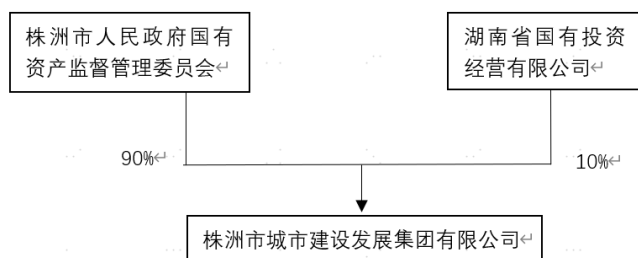 株洲市人民政府国有
资产监督管理委员会
湖南省国有投资
经营有限公司
90%
10%
株洲市城市建设发展集团有限公司